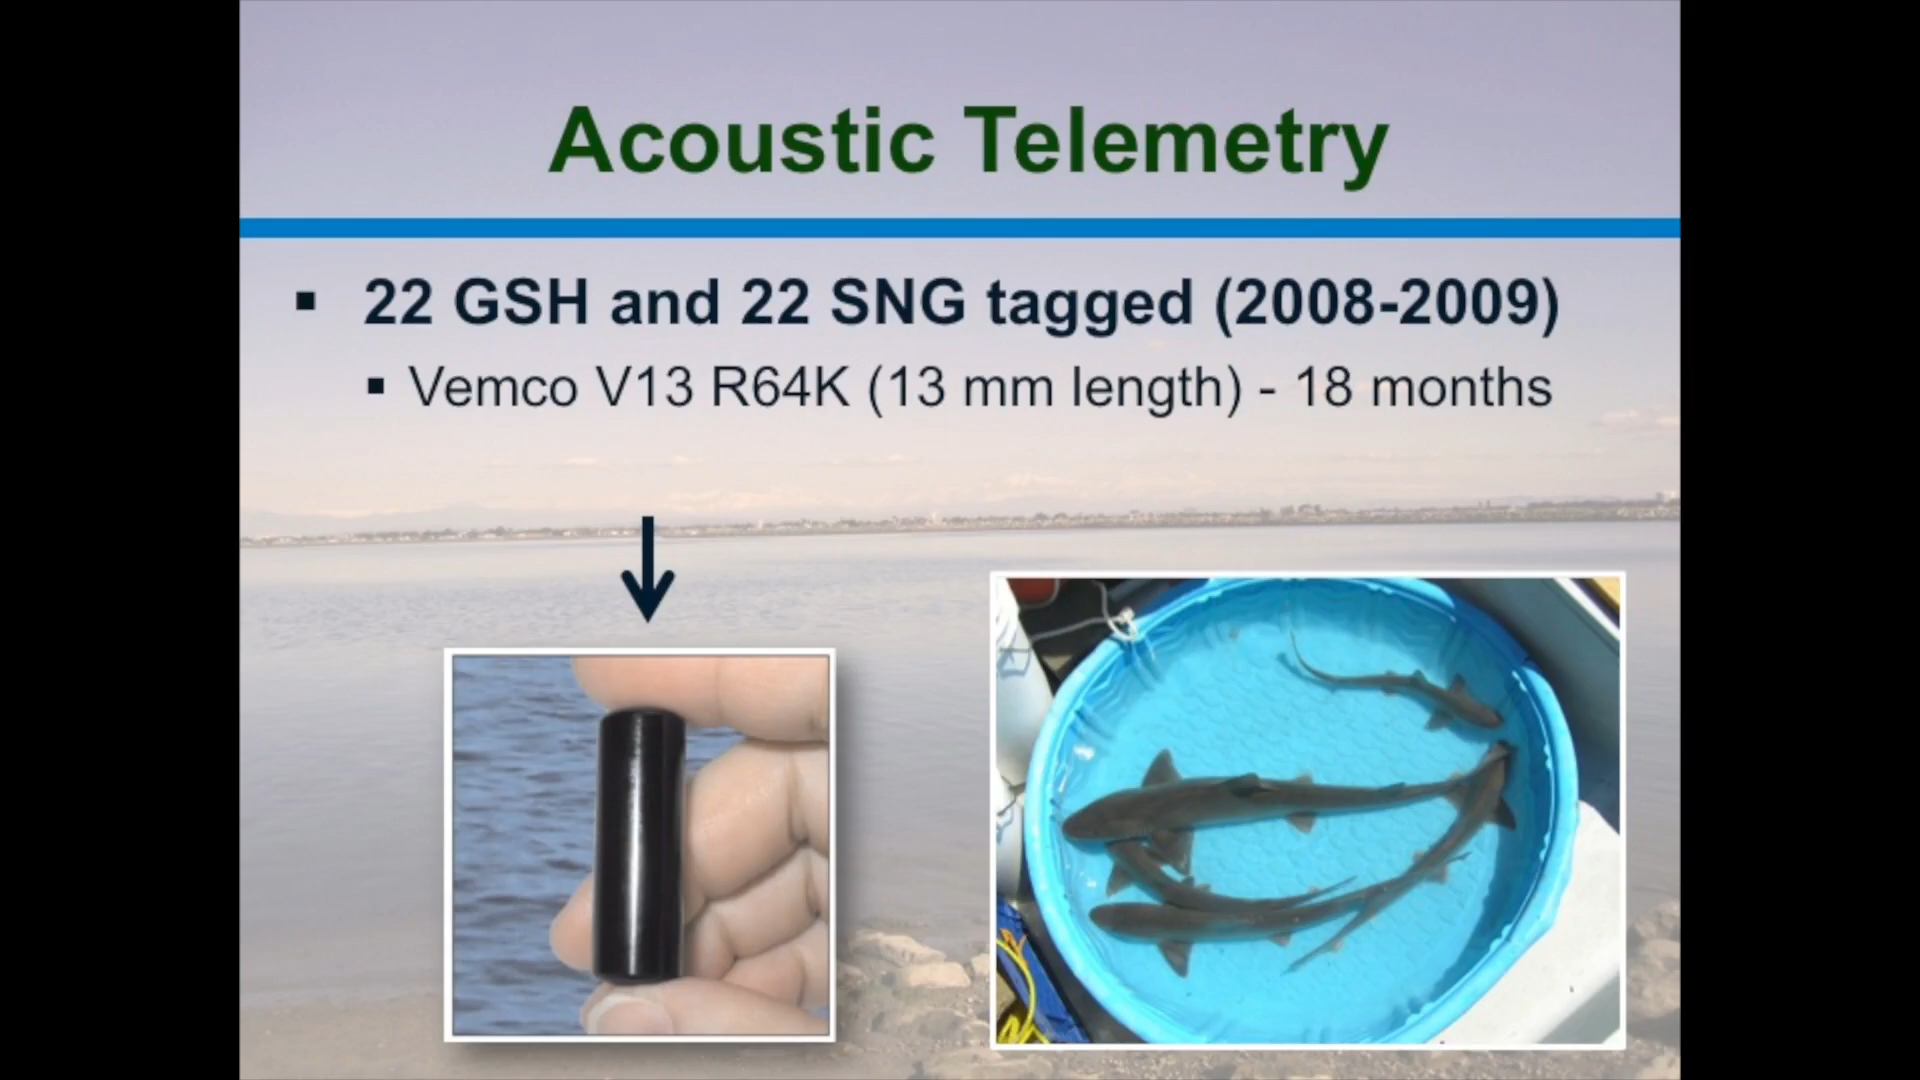 Acoustic Telemetry
▪ 22 GSH and 22 SNG tagged (2008-2009)
▪ Vemco V13 R64K (13 mm length) - 18 months